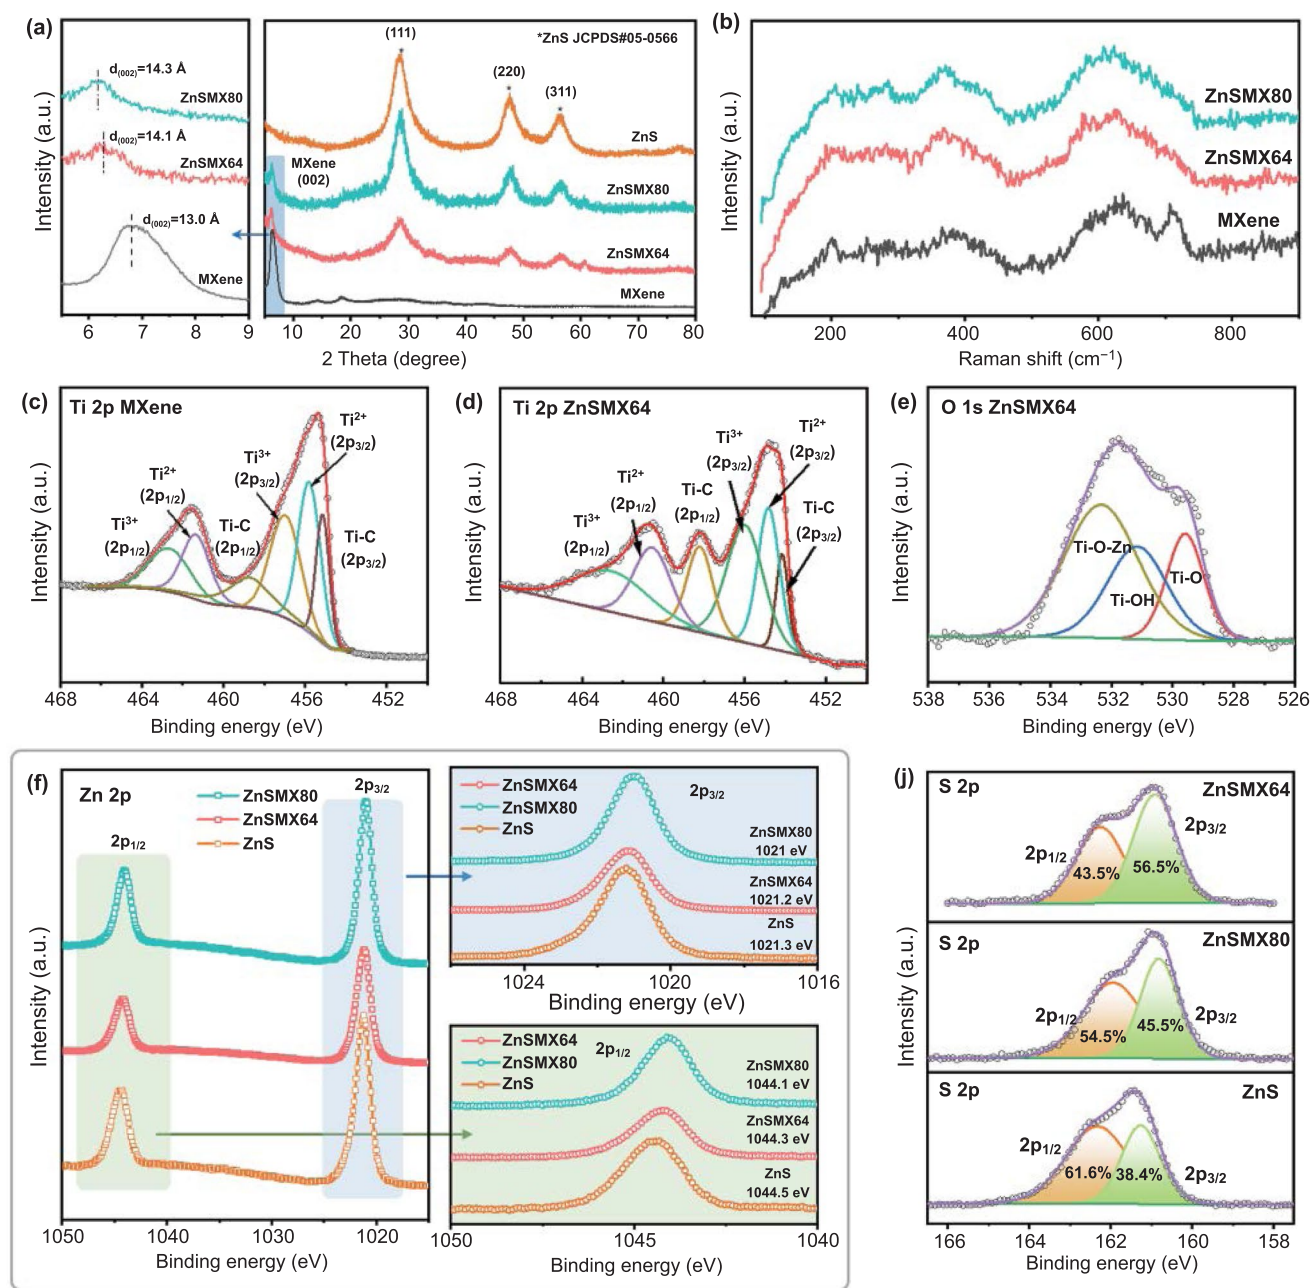 (a)
Intensity (a.u.)
d(002)=14.3 Å
ZnSMX80
d(002)=14.1 Å
ZnSMX64
d(002)=13.0 Å
MXene
6 7 8 9
(111)
*
*ZnS JCPDS#05-0566
(220)
*
(311)
*
ZnS
MXene
(002)
ZnSMX80
ZnSMX64
MXene
10 20 30 40 50 60 70 80
2 Theta (degree)
(b)
Intensity (a.u.)
ZnSMX80
ZnSMX64
MXene
200 400 600 800
Raman shift (cm⁻¹)
(c)
Ti 2p MXene
Intensity (a.u.)
Ti²⁺
(2p3/2)
Ti³⁺
(2p3/2)
Ti²⁺
(2p1/2)
Ti³⁺
(2p1/2)
Ti-C
(2p1/2)
Ti-C
(2p3/2)
468 464 460 456 452
Binding energy (eV)
(d)
Ti 2p ZnSMX64
Intensity (a.u.)
Ti³⁺
(2p3/2)
Ti²⁺
(2p3/2)
Ti²⁺
(2p1/2)
Ti-C
(2p1/2)
Ti-C
(2p3/2)
Ti³⁺
(2p1/2)
468 464 460 456 452
Binding energy (eV)
(e)
O 1s ZnSMX64
Intensity (a.u.)
Ti-O-Zn
Ti-O
Ti-OH
538 536 534 532 530 528 526
Binding energy (eV)
(f)
Zn 2p
Intensity (a.u.)
ZnSMX80
ZnSMX64
ZnS
2p3/2
2p1/2
1050 1040 1030 1020
Binding energy (eV)
ZnSMX64
ZnSMX80
ZnS
2p3/2
ZnSMX80
1021 eV
ZnSMX64
1021.2 eV
ZnS
1021.3 eV
1024 1020 1016
Binding energy (eV)
ZnSMX64
ZnSMX80
ZnS
2p1/2
ZnSMX80
1044.1 eV
ZnSMX64
1044.3 eV
ZnS
1044.5 eV
1050 1045 1040
Binding energy (eV)
(j)
Intensity (a.u.)
S 2p
ZnSMX64
2p1/2
2p3/2
43.5%
56.5%
S 2p
ZnSMX80
2p1/2
2p3/2
54.5%
45.5%
S 2p
ZnS
2p1/2
2p3/2
61.6%
38.4%
166 164 162 160 158
Binding energy (eV)